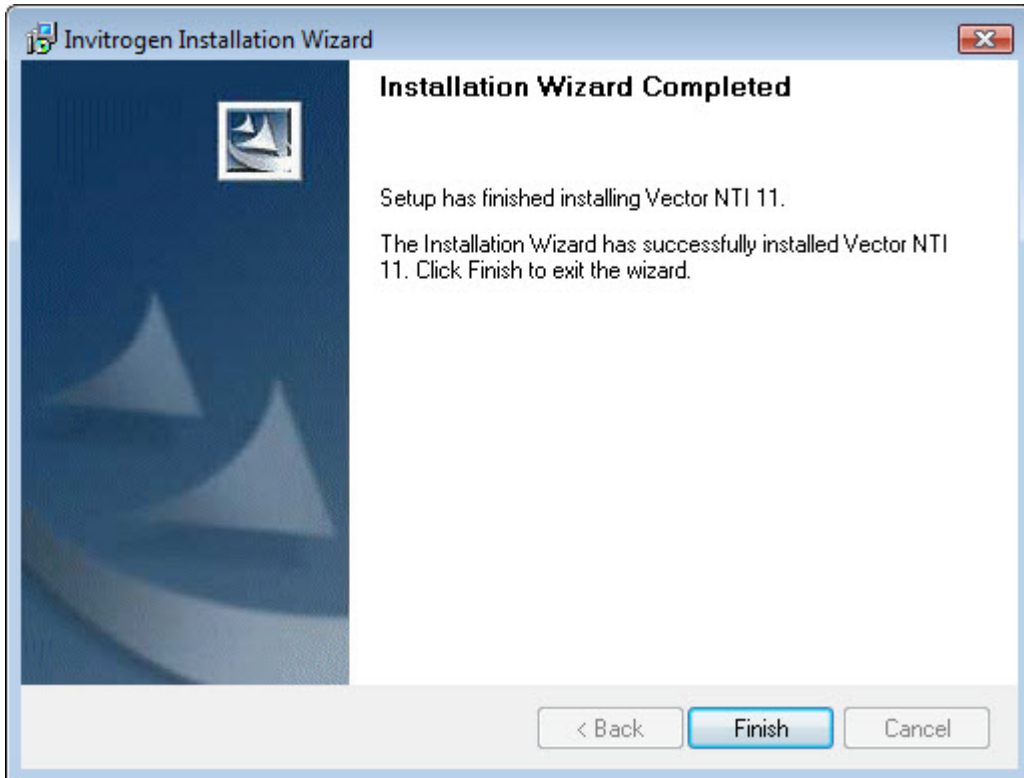 Invitrogen Installation Wizard
Installation Wizard Completed
Setup has finished installing Vector NTI 11.
The Installation Wizard has successfully installed Vector NTI
11. Click Finish to exit the wizard.
< Back Finish Cancel